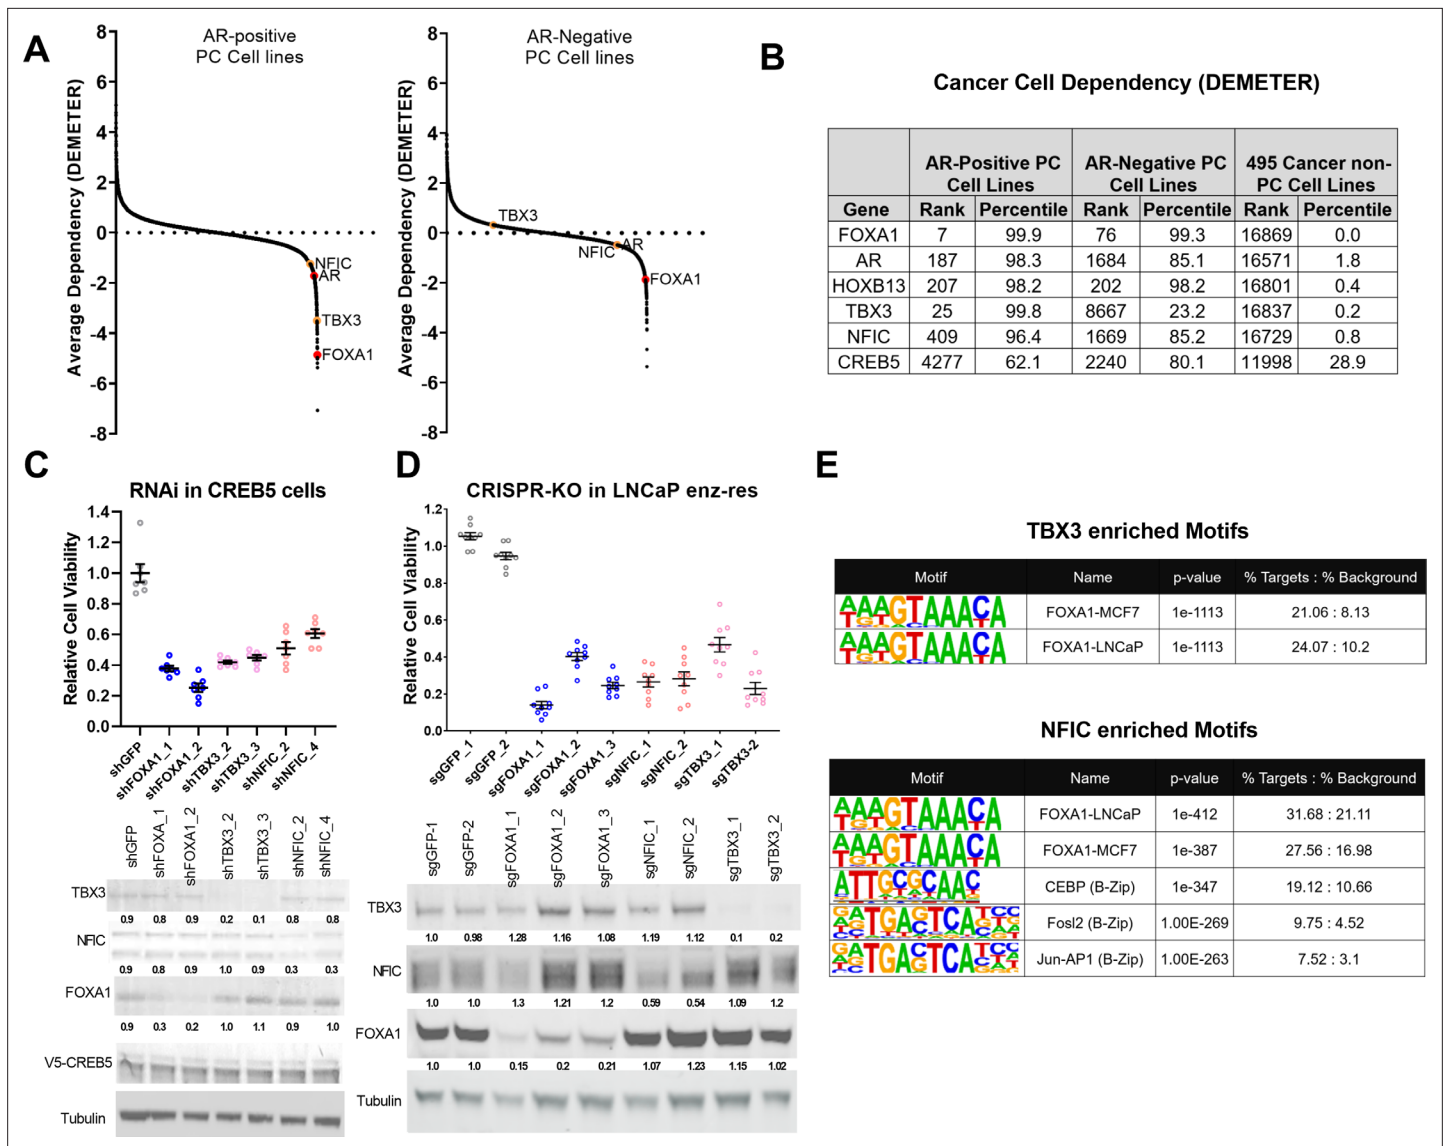 A
AR-positive
PC Cell lines
Average Dependency (DEMETER)
8
6
4
2
0
-2
-4
-6
-8
NFIC
AR
TBX3
FOXA1
AR-Negative
PC Cell lines
Average Dependency (DEMETER)
8
6
4
2
0
-2
-4
-6
-8
TBX3
NFIC
AR
FOXA1
B
Cancer Cell Dependency (DEMETER)
AR-Positive PC Cell Lines AR-Negative PC Cell Lines 495 Cancer non-PC Cell Lines
Gene Rank Percentile Rank Percentile Rank Percentile
FOXA1 7 99.9 76 99.3 16869 0.0
AR 187 98.3 1684 85.1 16571 1.8
HOXB13 207 98.2 202 98.2 16801 0.4
TBX3 25 99.8 8667 23.2 16837 0.2
NFIC 409 96.4 1669 85.2 16729 0.8
CREB5 4277 62.1 2240 80.1 11998 28.9
C
RNAi in CREB5 cells
Relative Cell Viability
1.4
1.2
1.0
0.8
0.6
0.4
0.2
0.0
shGFP shFOXA1_1 shFOXA1_2 shTBX3_2 shTBX3_3 shNFIC_2 shNFIC_4
shGFP shFOXA_1 shFOXA1_2 shTBX3_2 shTBX3_3 shNFIC_2 shNFIC_4
TBX3
0.9 0.8 0.9 0.2 0.1 0.8 0.8
NFIC
0.9 0.8 0.9 1.0 0.9 0.3 0.3
FOXA1
0.9 0.3 0.2 1.0 1.1 0.9 1.0
V5-CREB5
Tubulin
D
CRISPR-KO in LNCaP enz-res
Relative Cell Viability
1.2
1.0
0.8
0.6
0.4
0.2
0.0
sgGFP_1 sgGFP_2 sgFOXA1_1 sgFOXA1_2 sgFOXA1_3 sgNFIC_1 sgNFIC_2 sgTBX3_1 sgTBX3-2
sgGFP-1 sgGFP-2 sgFOXA1_1 sgFOXA1_2 sgFOXA1_3 sgNFIC_1 sgNFIC_2 sgTBX3_1 sgTBX3_2
TBX3
1.0 0.98 1.28 1.16 1.08 1.19 1.12 0.1 0.2
NFIC
1.0 1.0 1.3 1.21 1.2 0.59 0.54 1.09 1.2
FOXA1
1.0 1.0 0.15 0.2 0.21 1.07 1.23 1.15 1.02
Tubulin
E
TBX3 enriched Motifs
Motif Name p-value % Targets : % Background
FOXA1-MCF7 1e-1113 21.06 : 8.13
FOXA1-LNCaP 1e-1113 24.07 : 10.2
NFIC enriched Motifs
Motif Name p-value % Targets : % Background
FOXA1-LNCaP 1e-412 31.68 : 21.11
FOXA1-MCF7 1e-387 27.56 : 16.98
CEBP (B-Zip) 1e-347 19.12 : 10.66
Fosl2 (B-Zip) 1.00E-269 9.75 : 4.52
Jun-AP1 (B-Zip) 1.00E-263 7.52 : 3.1